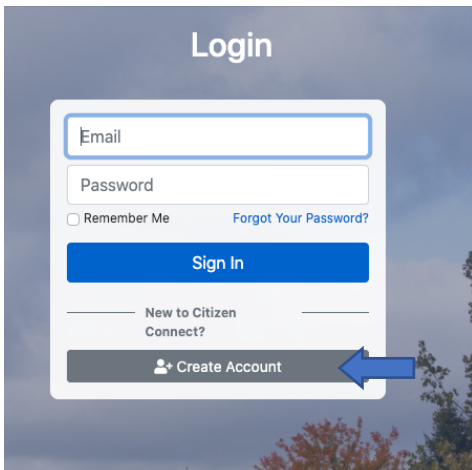 Login
Email
Password
Remember Me Forgot Your Password?
Sign In
New to Citizen
Connect?
Create Account